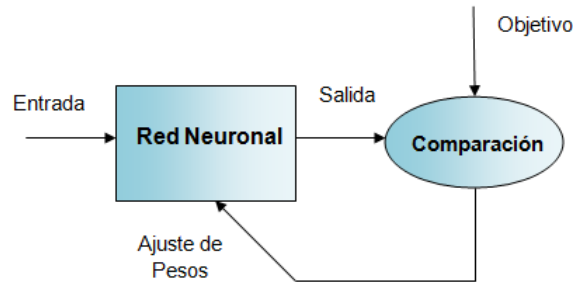 Objetivo
Entrada
Salida
Red Neuronal
Comparación
Ajuste de
Pesos